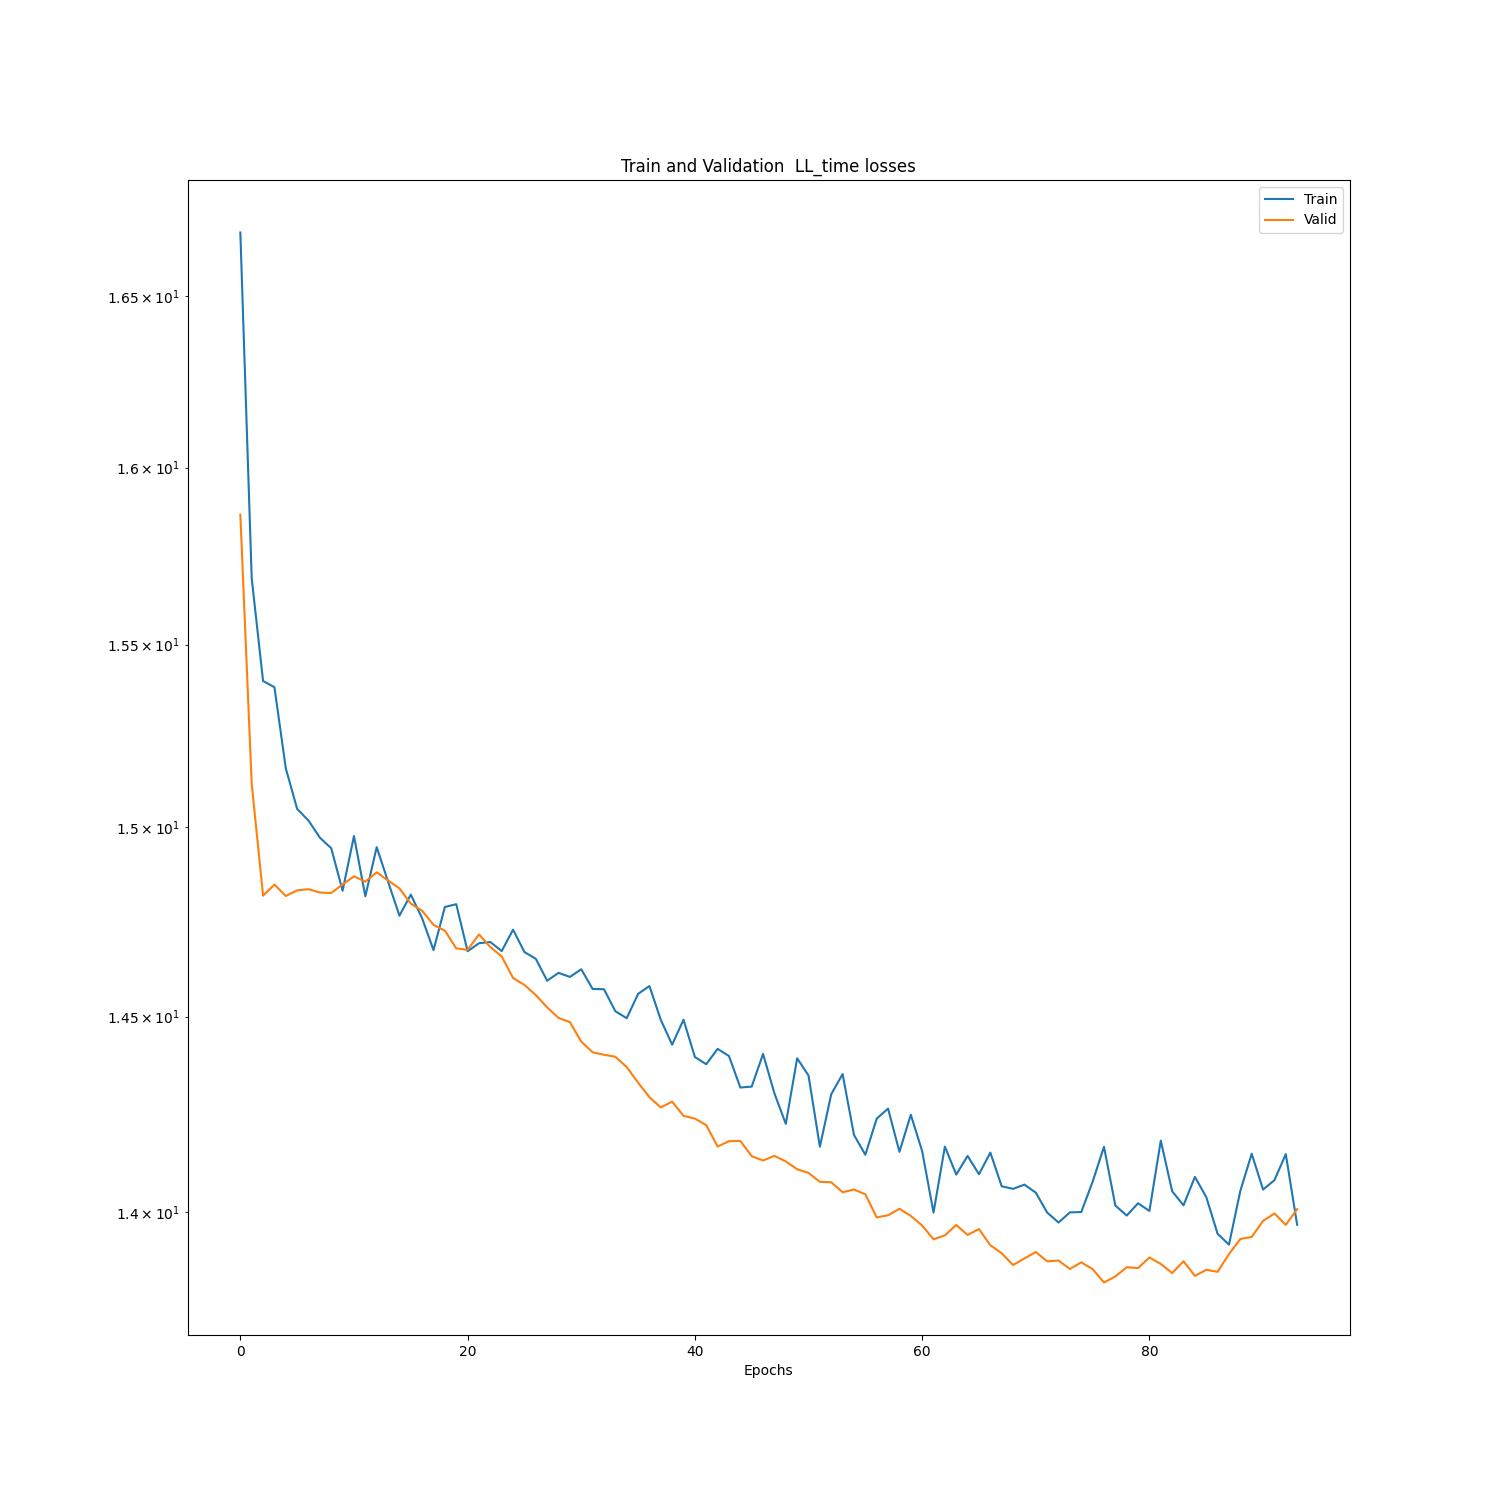 Train and Validation  LL_time losses
Train
Valid
1.65 × 10¹
1.6 × 10¹
1.55 × 10¹
1.5 × 10¹
1.45 × 10¹
1.4 × 10¹
0 20 40 60 80
Epochs